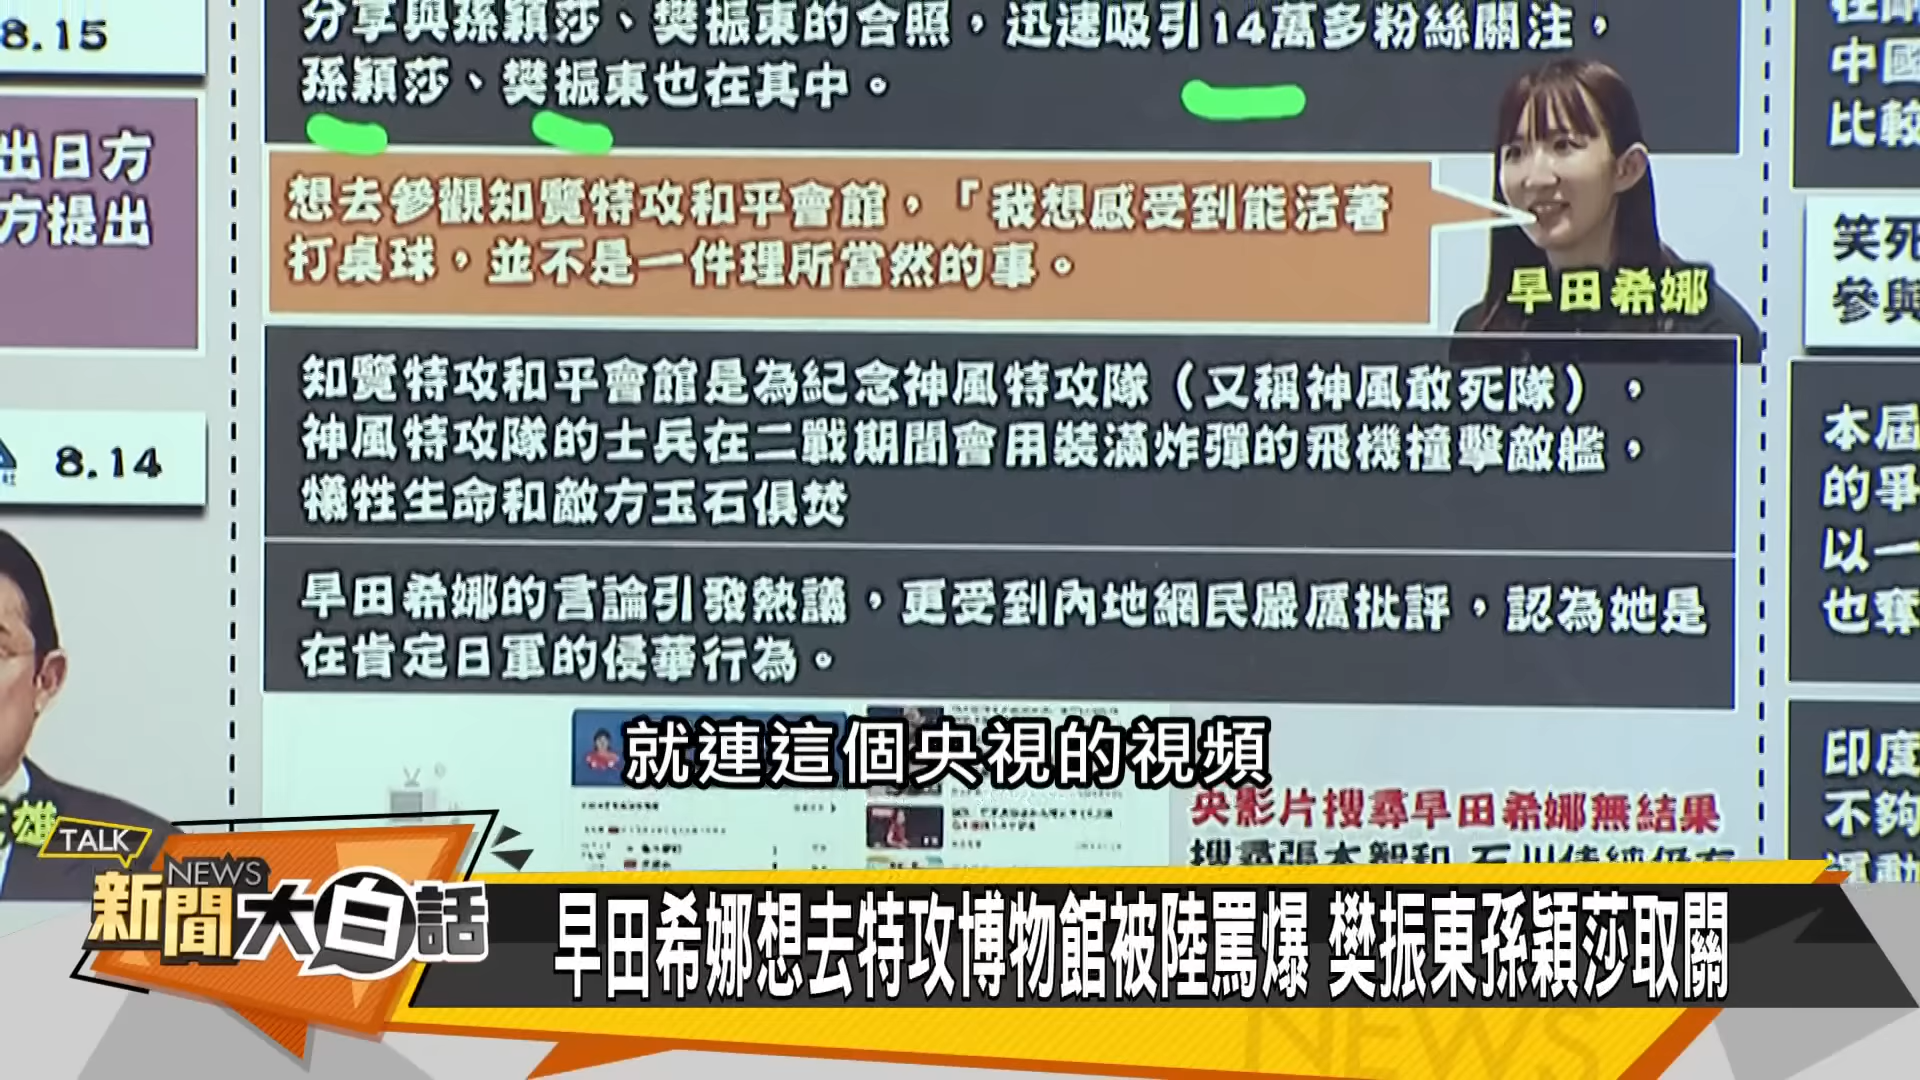 8.15
出日方
方提出
8.14
分享與孫穎莎、樊振東的合照，迅速吸引14萬多粉絲關注，
孫穎莎、樊振東也在其中。
想去參觀知覽特攻和平會館，「我想感受到能活著
打桌球，並不是一件理所當然的事。
早田希娜
知覽特攻和平會館是為紀念神風特攻隊（又稱神風敢死隊），
神風特攻隊的士兵在二戰期間會用裝滿炸彈的飛機撞擊敵艦，
犧牲生命和敵方玉石俱焚
早田希娜的言論引發熱議，更受到內地網民嚴厲批評，認為她是
在肯定日軍的侵華行為。
央影片搜尋早田希娜無結果
中國
比較
笑死
參與
本屆
的爭
以一
也奪
印度
不夠
運動
就連這個央視的視頻
雄
TALK
NEWS
新聞大白話
早田希娜想去特攻博物館被陸罵爆 樊振東孫穎莎取關
NEWS